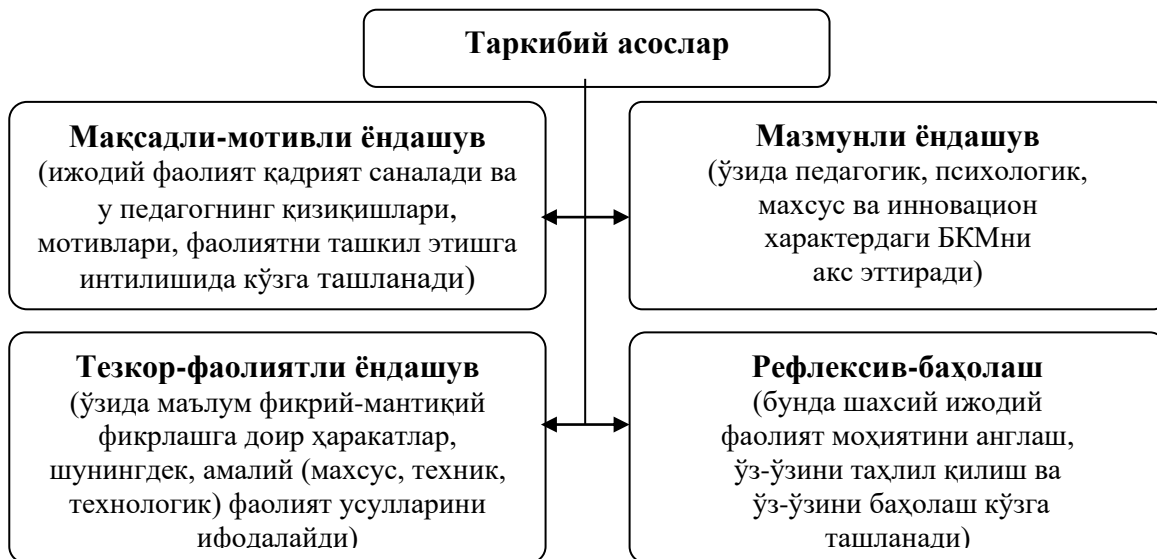 Таркибий асослар
Мақсадли-мотивли ёндашув
(ижодий фаолият қадрият саналади ва
у педагогнинг қизиқишлари,
мотивлари, фаолиятни ташкил этишга
интилишида кўзга ташланади)
Мазмунли ёндашув
(ўзида педагогик, психологик,
махсус ва инновацион
характердаги БКМни
акс эттиради)
Тезкор-фаолиятли ёндашув
(ўзида маълум фикрий-мантиқий
фикрлашга доир ҳаракатлар,
шунингдек, амалий (махсус, техник,
технологик) фаолият усулларини
ифодалайди)
Рефлексив-баҳолаш
(бунда шахсий ижодий
фаолият моҳиятини англаш,
ўз-ўзини таҳлил қилиш ва
ўз-ўзини баҳолаш кўзга
ташланади)